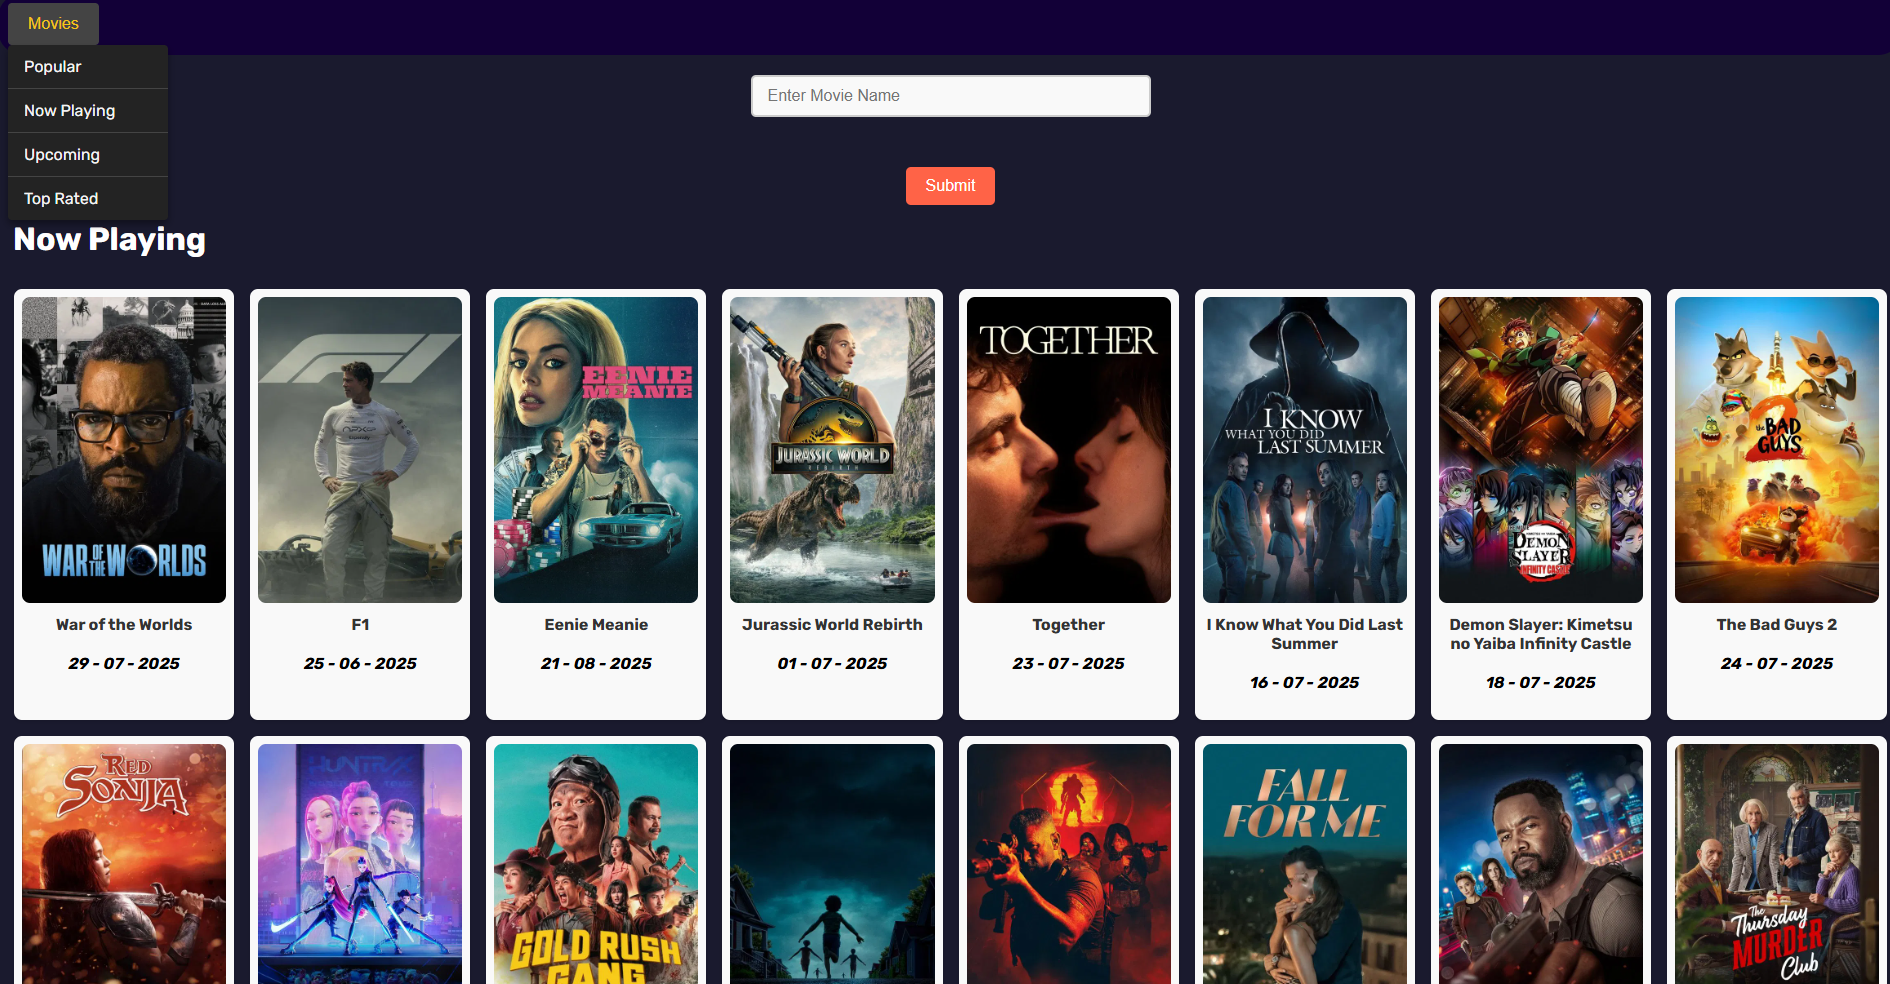 Movies
Popular
Now Playing
Upcoming
Top Rated
Enter Movie Name
Submit
Now Playing
WAR OF THE WORLDS
F1
EENIE
MEANIE
JURASSIC WORLD
REBIRTH
TOGETHER
I KNOW
WHAT YOU DID
LAST SUMMER
DEMON
SLAYER
INFINITY CASTLE
2
the BAD
GUYS
War of the Worlds
F1
Eenie Meanie
Jurassic World Rebirth
Together
I Know What You Did Last
Summer
Demon Slayer: Kimetsu
no Yaiba Infinity Castle
The Bad Guys 2
29 - 07 - 2025
25 - 06 - 2025
21 - 08 - 2025
01 - 07 - 2025
23 - 07 - 2025
16 - 07 - 2025
18 - 07 - 2025
24 - 07 - 2025
RED
SONJA
HUNTRX
GOLD RUSH
GANG
FALL
FOR ME
The
Thursday
MURDER
Club